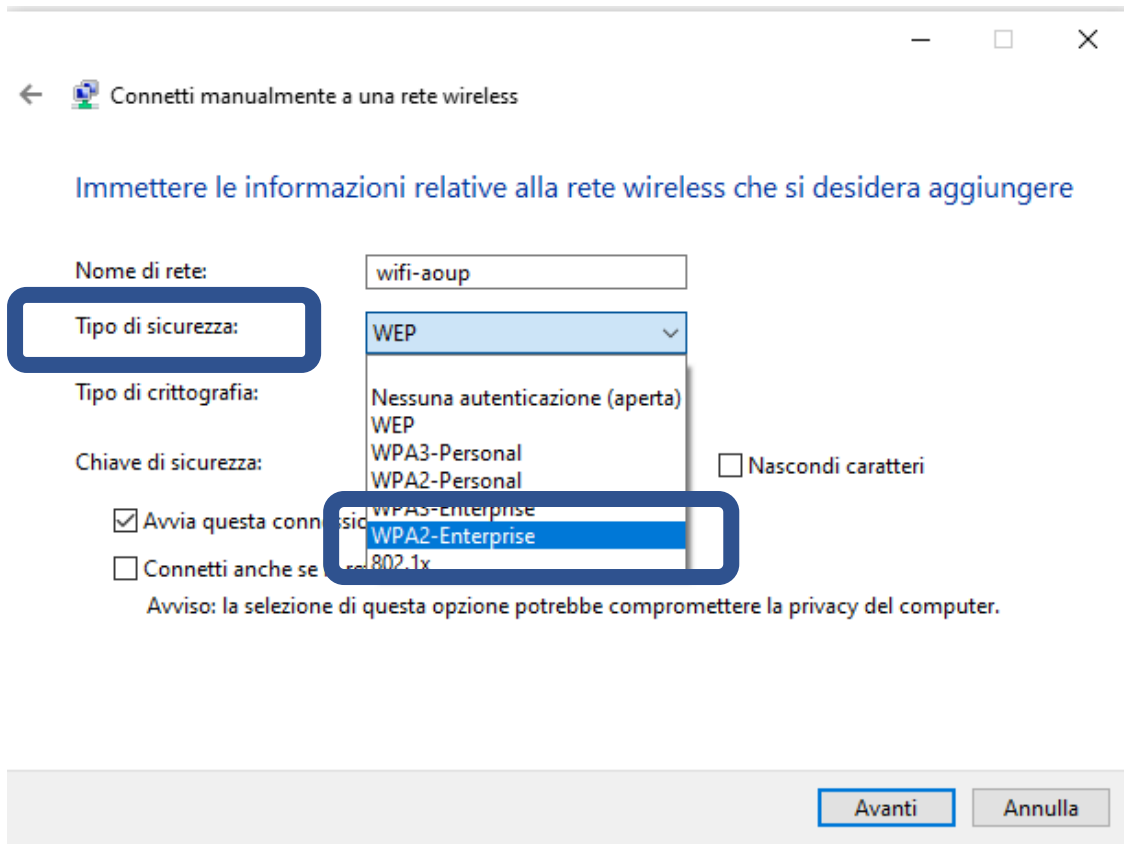 Connetti manualmente a una rete wireless
Immettere le informazioni relative alla rete wireless che si desidera aggiungere
Nome di rete:
wifi-aoup
Tipo di sicurezza:
WEP
Tipo di crittografia:
Nessuna autenticazione (aperta)
WEP
WPA3-Personal
WPA2-Personal
WPA3-Enterprise
WPA2-Enterprise
802.1x
Chiave di sicurezza:
Nascondi caratteri
Avvia questa
Connetti anche se
Avviso: la selezione di questa opzione potrebbe compromettere la privacy del computer.
Avanti
Annulla